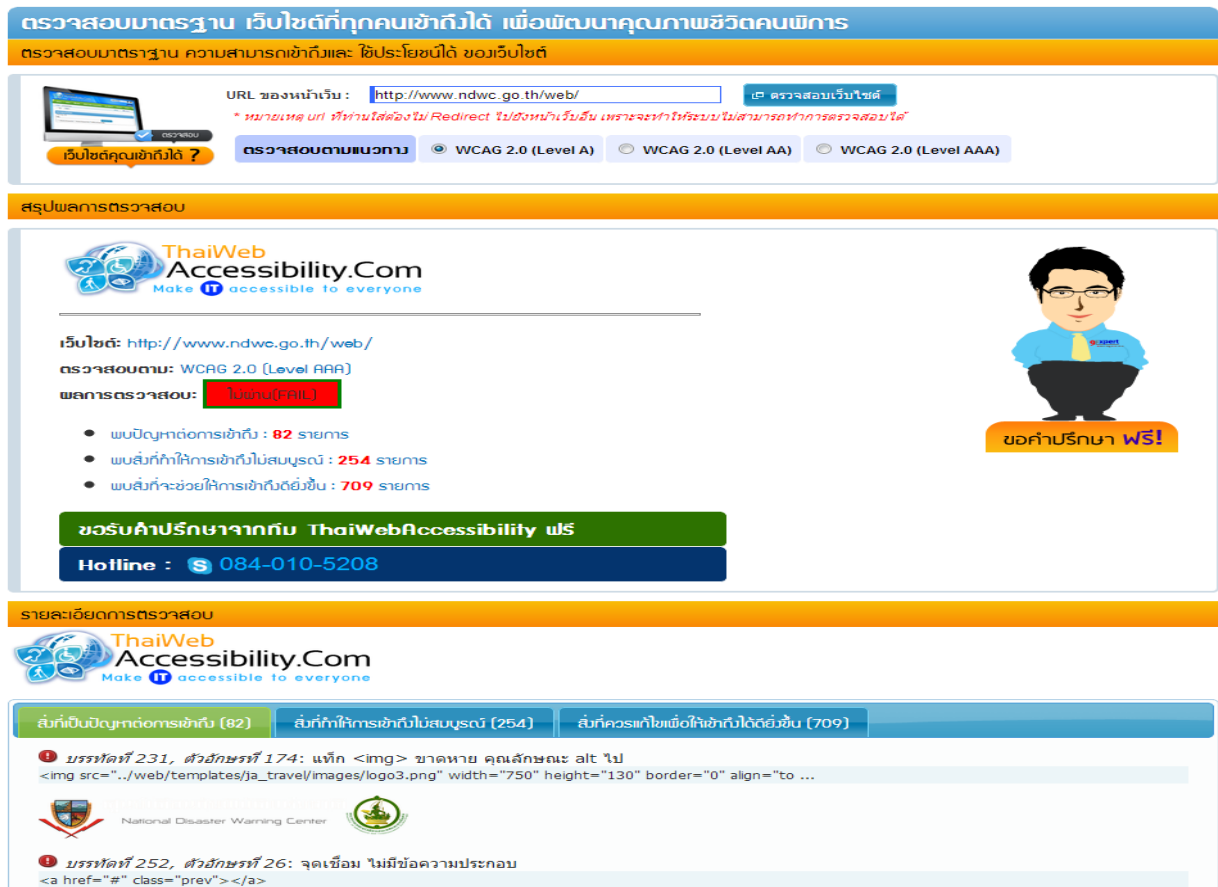 ตรวจสอบมาตรฐาน เว็บไซต์ที่ทุกคนเข้าถึงได้ เพื่อพัฒนาคุณภาพชีวิตคนพิการ
ตรวจสอบมาตราฐาน ความสามารถเข้าถึงและ ใช้ประโยชน์ได้ ของเว็บไซต์
URL ของหน้าเว็บ : http://www.ndwc.go.th/web/ ตรวจสอบเว็บไซต์
* หมายเหตุ url ที่ท่านใส่ต้องไม่ Redirect ไปยังหน้าเว็บอื่น เพราะจะทำให้ระบบไม่สามารถทำการตรวจสอบได้
ตรวจสอบ
เว็บไซต์คุณเข้าถึงได้ ?
ตรวจสอบตามแนวทาง WCAG 2.0 (Level A) WCAG 2.0 (Level AA) WCAG 2.0 (Level AAA)
สรุปผลการตรวจสอบ
ThaiWeb
Accessibility.Com
Make IT accessible to everyone
เว็บไซต์: http://www.ndwc.go.th/web/
ตรวจสอบตาม: WCAG 2.0 (Level AAA)
ผลการตรวจสอบ: ไม่ผ่าน(FAIL)
พบปัญหาต่อการเข้าถึง : 82 รายการ
พบสิ่งที่ทำให้การเข้าถึงไม่สมบูรณ์ : 254 รายการ
พบสิ่งที่จะช่วยให้การเข้าถึงดียิ่งขึ้น : 709 รายการ
ขอคำปรึกษา ฟรี!
ขอรับคำปรึกษาจากทีม ThaiWebAccessibility ฟรี
Hotline : 084-010-5208
รายละเอียดการตรวจสอบ
ThaiWeb
Accessibility.Com
Make IT accessible to everyone
สิ่งที่เป็นปัญหาต่อการเข้าถึง (82) สิ่งที่ทำให้การเข้าถึงไม่สมบูรณ์ (254) สิ่งที่ควรแก้ไขเพื่อให้เข้าถึงได้ดียิ่งขึ้น (709)
บรรทัดที่ 231, ตัวอักษรที่ 174: แท็ก <img> ขาดหาย คุณลักษณะ alt ไป
<img src="../web/templates/ja_travel/images/logo3.png" width="750" height="130" border="0" align="to ...
National Disaster Warning Center
บรรทัดที่ 252, ตัวอักษรที่ 26: จุดเชื่อม ไม่มีข้อความประกอบ
<a href="#" class="prev"></a>